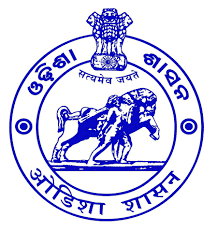 ଓଡ଼ିଶା ଶାସନ
सत्यमेव जयते
ओडिशा शासन